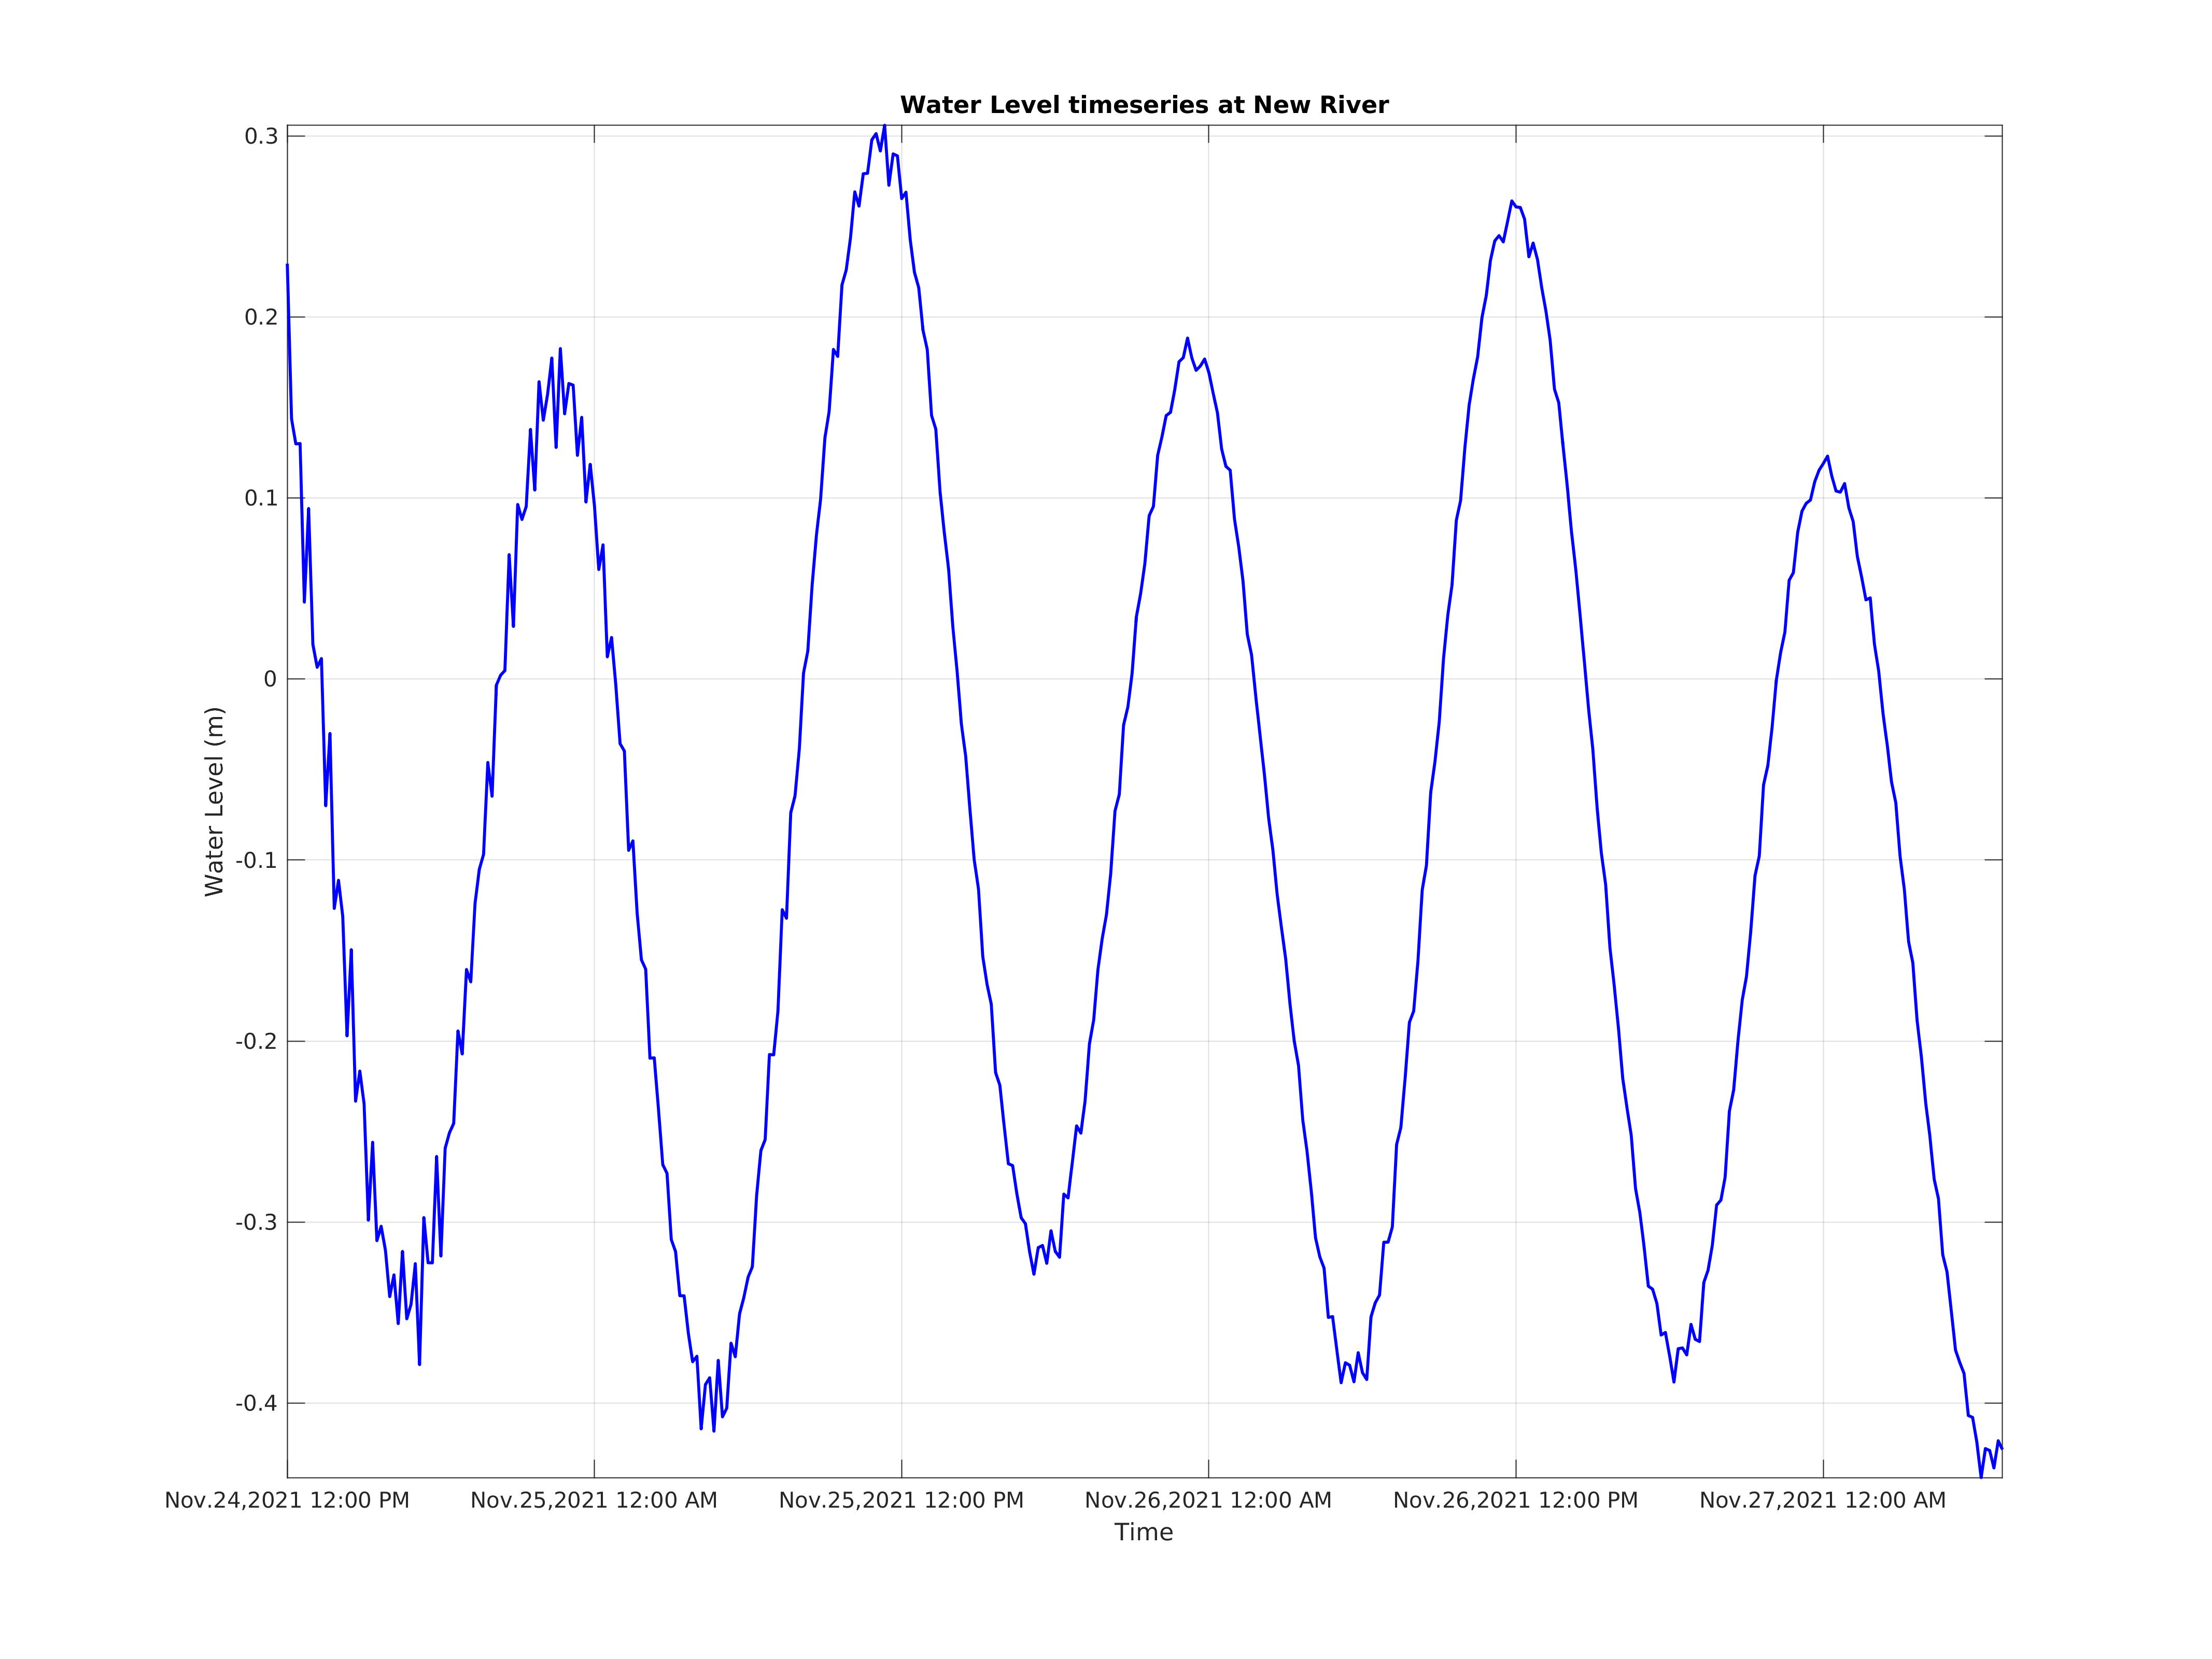 Water Level timeseries at New River
0.3
0.2
0.1
0
-0.1
-0.2
-0.3
-0.4
Water Level (m)
Nov.24,2021 12:00 PM
Nov.25,2021 12:00 AM
Nov.25,2021 12:00 PM
Nov.26,2021 12:00 AM
Nov.26,2021 12:00 PM
Nov.27,2021 12:00 AM
Time